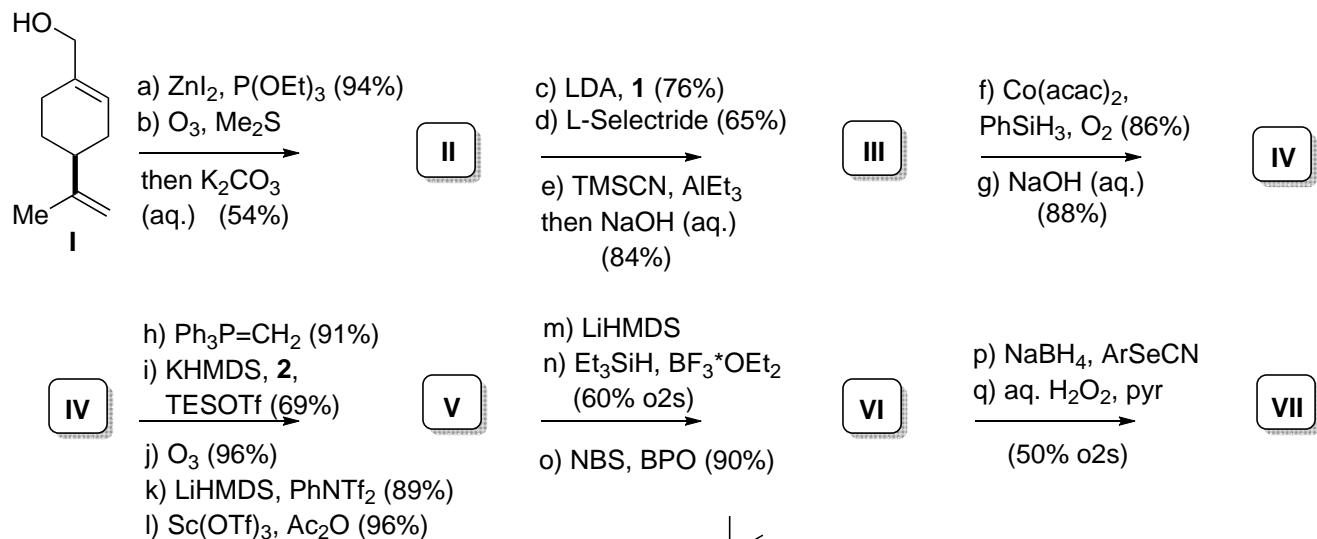 HO
Me
I
a) ZnI2, P(OEt)3 (94%)
b) O3, Me2S
then K2CO3
(aq.) (54%)
II
c) LDA, 1 (76%)
d) L-Selectride (65%)
e) TMSCN, AlEt3
then NaOH (aq.)
(84%)
III
f) Co(acac)2,
PhSiH3, O2 (86%)
g) NaOH (aq.)
(88%)
IV
IV
h) Ph3P=CH2 (91%)
i) KHMDS, 2,
TESOTf (69%)
j) O3 (96%)
k) LiHMDS, PhNTf2 (89%)
l) Sc(OTf)3, Ac2O (96%)
V
m) LiHMDS
n) Et3SiH, BF3*OEt2
(60% o2s)
o) NBS, BPO (90%)
VI
p) NaBH4, ArSeCN
q) aq. H2O2, pyr
(50% o2s)
VII